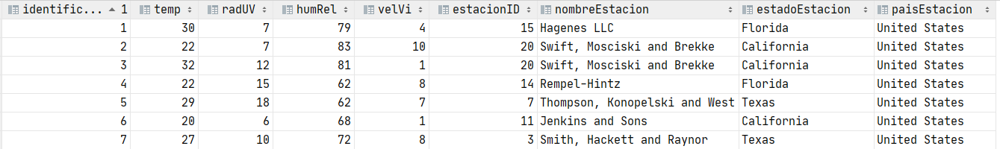 identific... 1 temp radUV humRel velVi estacionID nombreEstacion estadoEstacion paisEstacion
1 30 7 79 4 15 Hagenes LLC Florida United States
2 22 7 83 10 20 Swift, Mosciski and Brekke California United States
3 32 12 81 1 20 Swift, Mosciski and Brekke California United States
4 22 15 62 8 14 Rempel-Hintz Florida United States
5 29 18 62 7 7 Thompson, Konopelski and West Texas United States
6 20 6 68 1 11 Jenkins and Sons California United States
7 27 10 72 8 3 Smith, Hackett and Raynor Texas United States